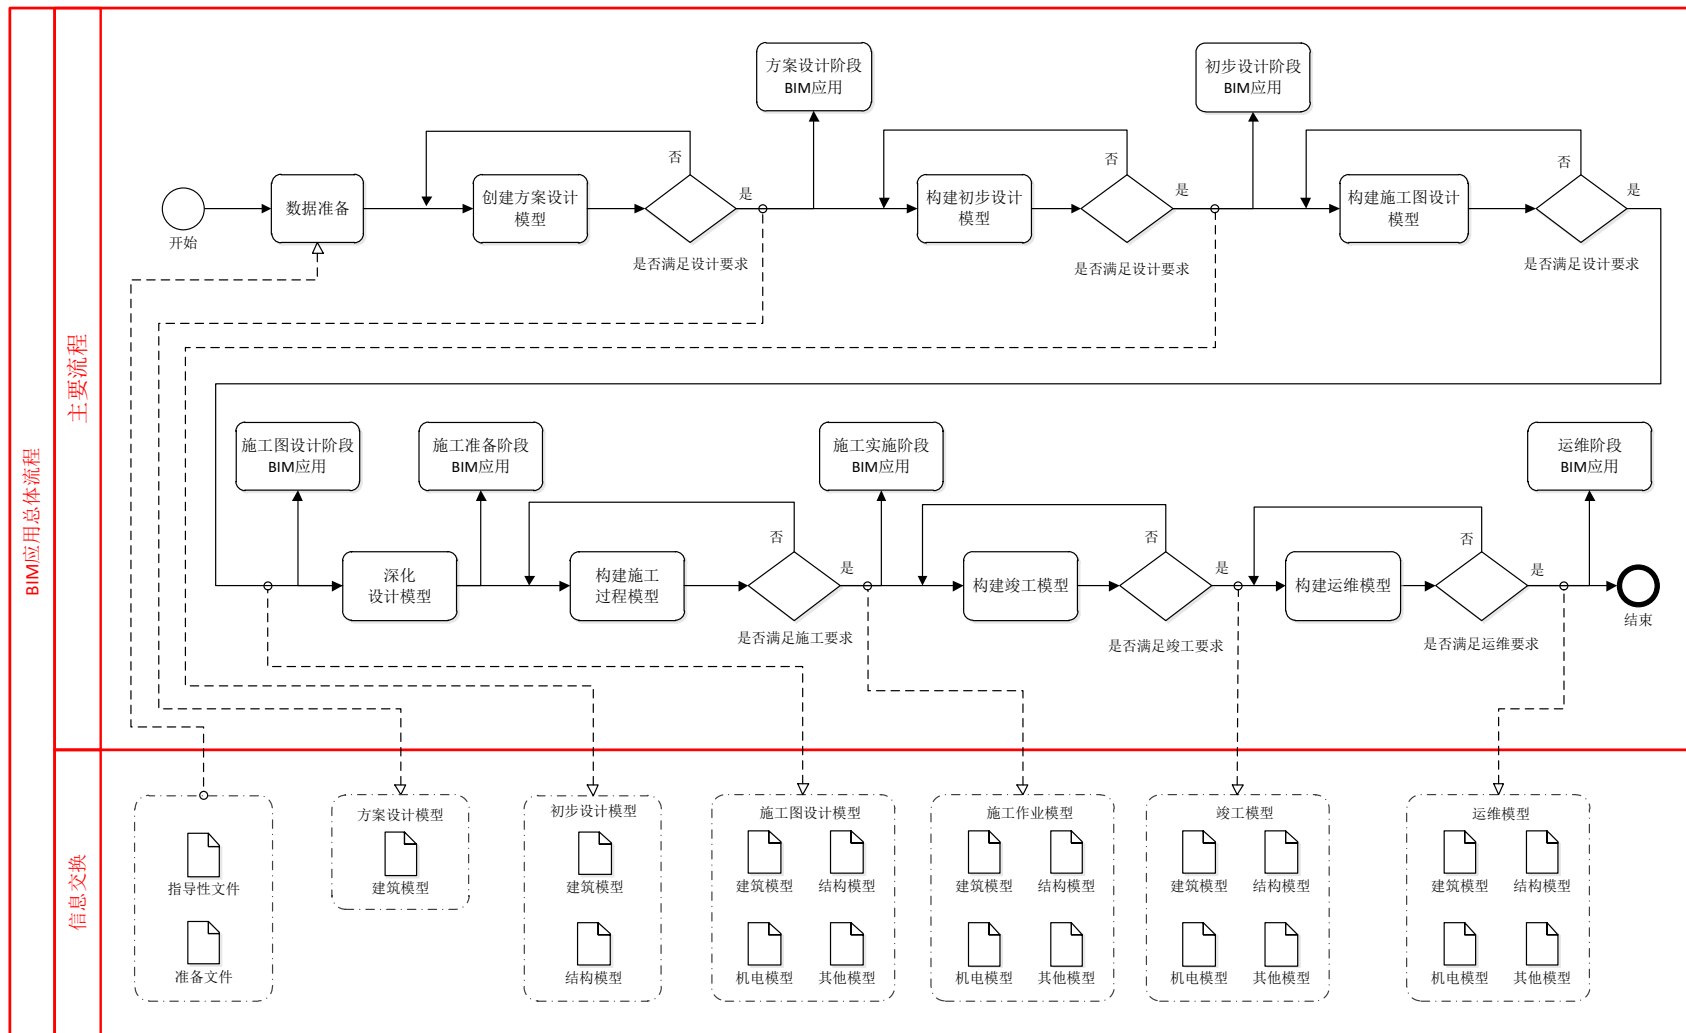 BIM应用总体流程
主要流程
方案设计阶段
BIM应用
初步设计阶段
BIM应用
否
否
否
开始
数据准备
创建方案设计
模型
是
构建初步设计
模型
是
构建施工图设计
模型
是
是否满足设计要求
是否满足设计要求
是否满足设计要求
施工图设计阶段
BIM应用
施工准备阶段
BIM应用
施工实施阶段
BIM应用
运维阶段
BIM应用
否
否
否
深化
设计模型
构建施工
过程模型
是
构建竣工模型
是
构建运维模型
是
结束
是否满足施工要求
是否满足竣工要求
是否满足运维要求
信息交换
指导性文件
准备文件
方案设计模型
建筑模型
初步设计模型
建筑模型
结构模型
施工图设计模型
建筑模型 结构模型
机电模型 其他模型
施工作业模型
建筑模型 结构模型
机电模型 其他模型
竣工模型
建筑模型 结构模型
机电模型 其他模型
运维模型
建筑模型 结构模型
机电模型 其他模型